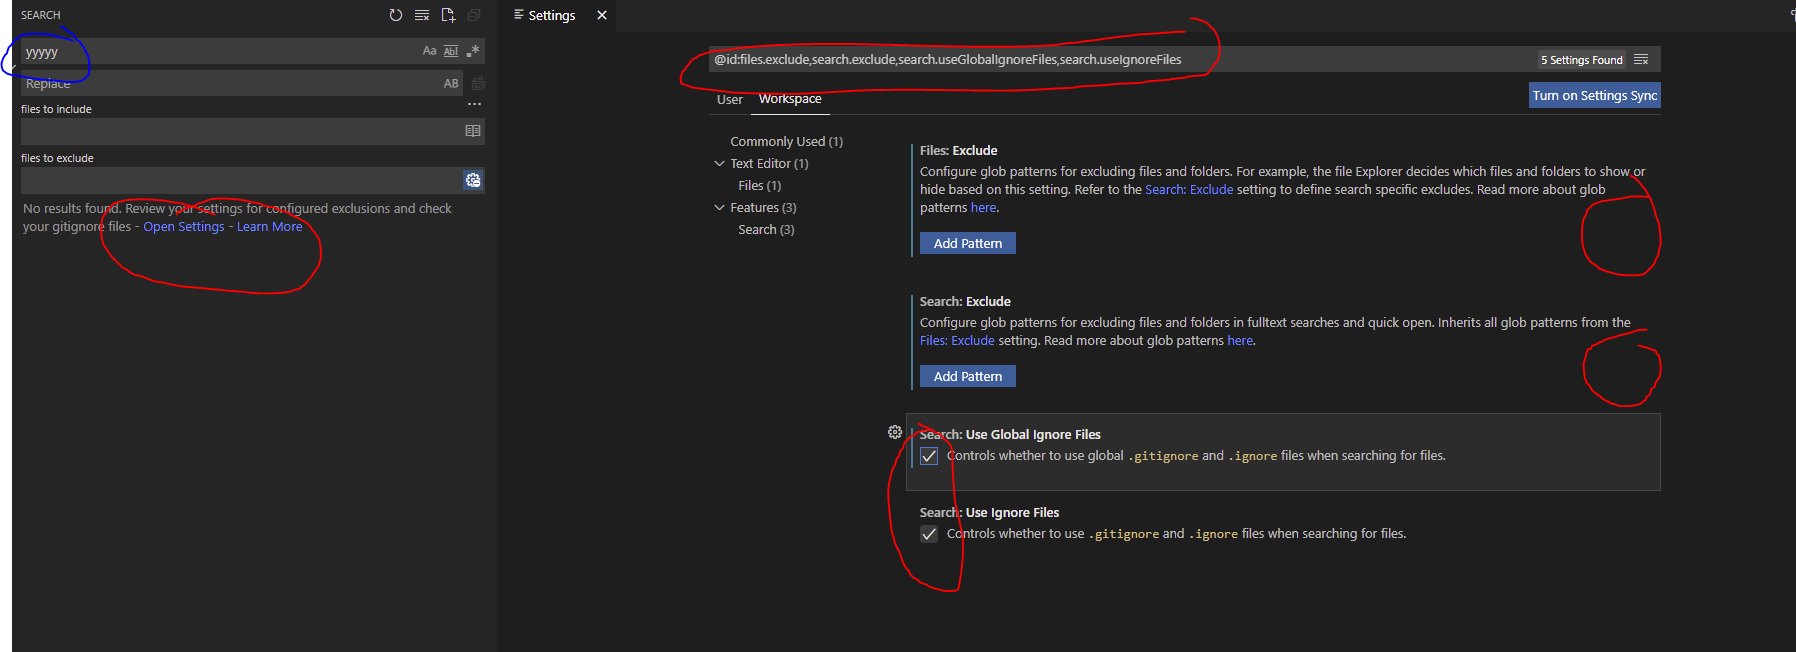 SEARCH
yyyyy
Aa Abl .*
Replace
AB
...
files to include
files to exclude
No results found. Review your settings for configured exclusions and check
your gitignore files - Open Settings - Learn More
Settings
@id:files.exclude,search.exclude,search.useGlobalIgnoreFiles,search.useIgnoreFiles
5 Settings Found
User Workspace
Turn on Settings Sync
Commonly Used (1)
Text Editor (1)
Files (1)
Features (3)
Search (3)
Files: Exclude
Configure glob patterns for excluding files and folders. For example, the file Explorer decides which files and folders to show or
hide based on this setting. Refer to the Search: Exclude setting to define search specific excludes. Read more about glob
patterns here.
Add Pattern
Search: Exclude
Configure glob patterns for excluding files and folders in fulltext searches and quick open. Inherits all glob patterns from the
Files: Exclude setting. Read more about glob patterns here.
Add Pattern
Search: Use Global Ignore Files
Controls whether to use global .gitignore and .ignore files when searching for files.
Search: Use Ignore Files
Controls whether to use .gitignore and .ignore files when searching for files.